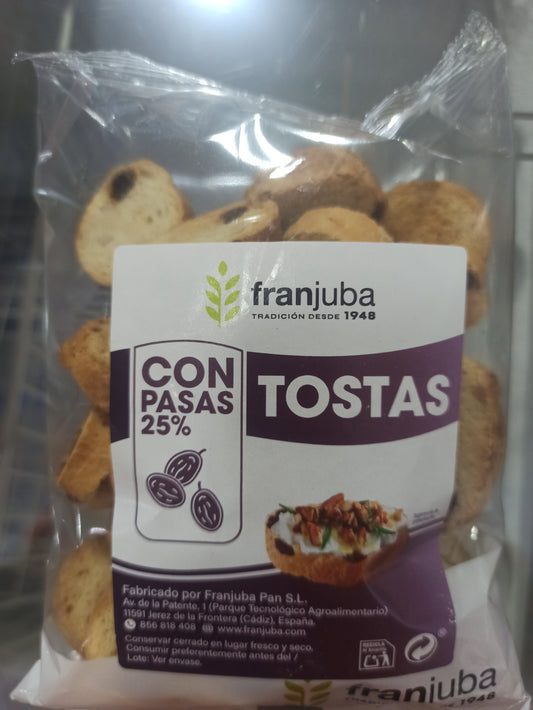 franjuba
TRADICIÓN DESDE 1948
CON
PASAS
25%
TOSTAS
Fabricado por Franjuba Pan S.L.
Av. de la Patente, 1 (Parque Tecnológico Agroalimentario)
11591 Jerez de la Frontera (Cádiz), España.
856 818 408 www.franjuba.com
Conservar cerrado en lugar fresco y seco.
Consumir preferentemente antes del /
Lote: Ver envase.
franjuba
TRADICIÓN DESDE 1948